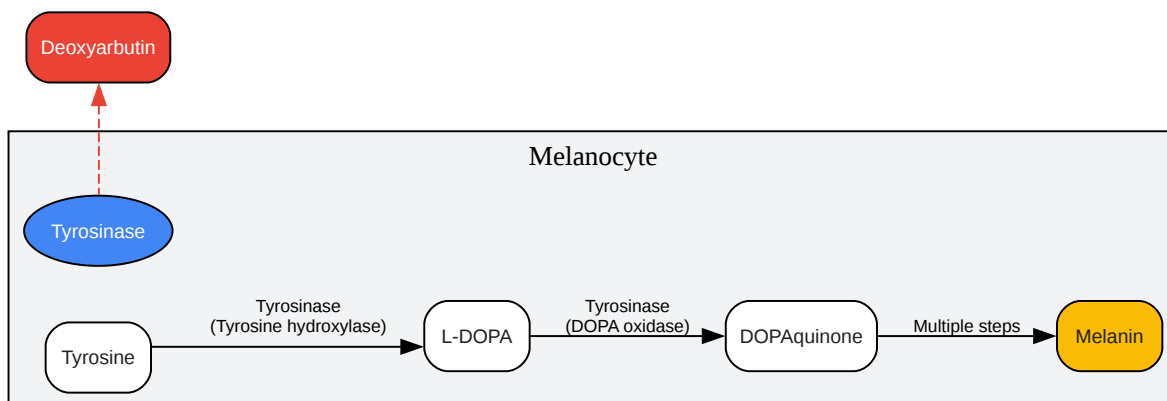 Deoxyarbutin
Melanocyte
Tyrosinase
Tyrosinase
(Tyrosine hydroxylase)
Tyrosinase
(DOPA oxidase)
Tyrosine
L-DOPA
DOPAquinone
Multiple steps
Melanin